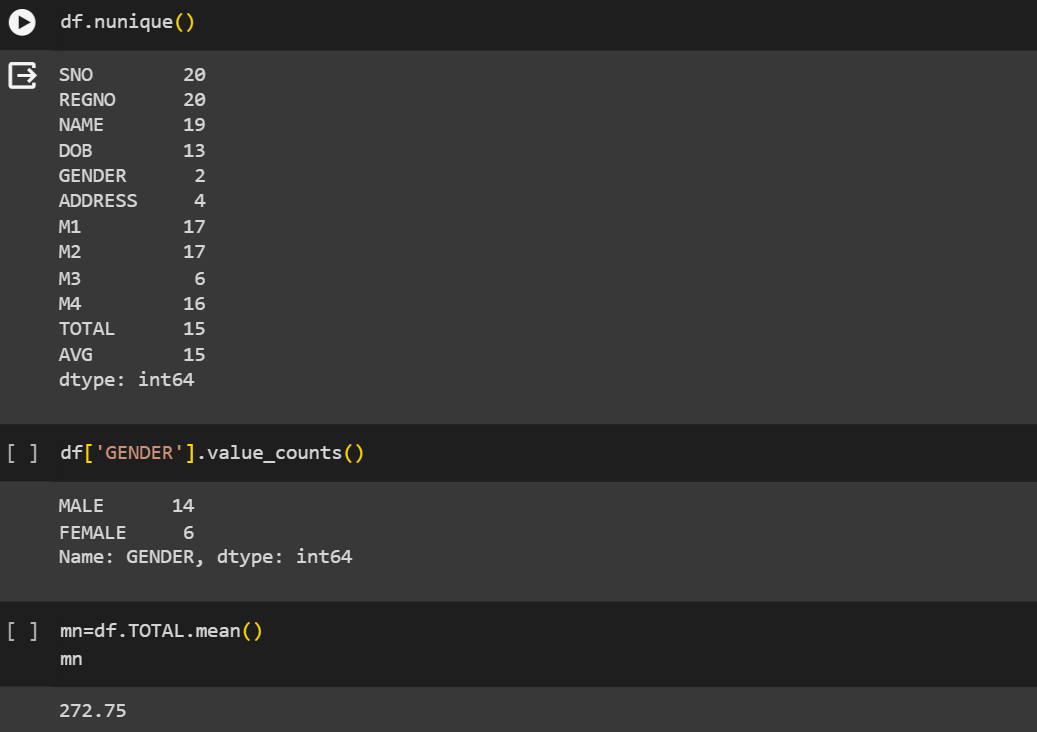 df.nunique()
SNO 20
REGNO 20
NAME 19
DOB 13
GENDER 2
ADDRESS 4
M1 17
M2 17
M3 6
M4 16
TOTAL 15
AVG 15
dtype: int64
[ ] df['GENDER'].value_counts()
MALE 14
FEMALE 6
Name: GENDER, dtype: int64
[ ] mn=df.TOTAL.mean()
mn
272.75